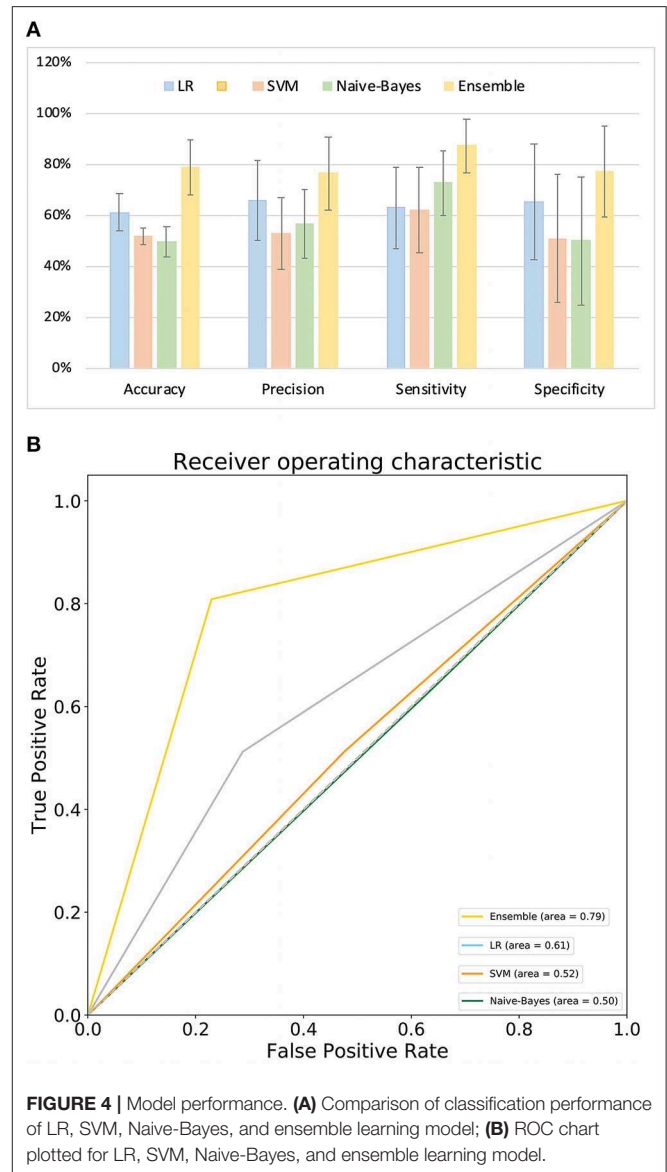 A
120%
LR SVM Naive-Bayes Ensemble
100%
80%
60%
40%
20%
0%
Accuracy Precision Sensitivity Specificity
B
Receiver operating characteristic
1.0
0.8
0.6
0.4
0.2
0.0
True Positive Rate
Ensemble (area = 0.79)
LR (area = 0.61)
SVM (area = 0.52)
Naive-Bayes (area = 0.50)
0.0 0.2 0.4 0.6 0.8 1.0
False Positive Rate
FIGURE 4 | Model performance. (A) Comparison of classification performance
of LR, SVM, Naive-Bayes, and ensemble learning model; (B) ROC chart
plotted for LR, SVM, Naive-Bayes, and ensemble learning model.